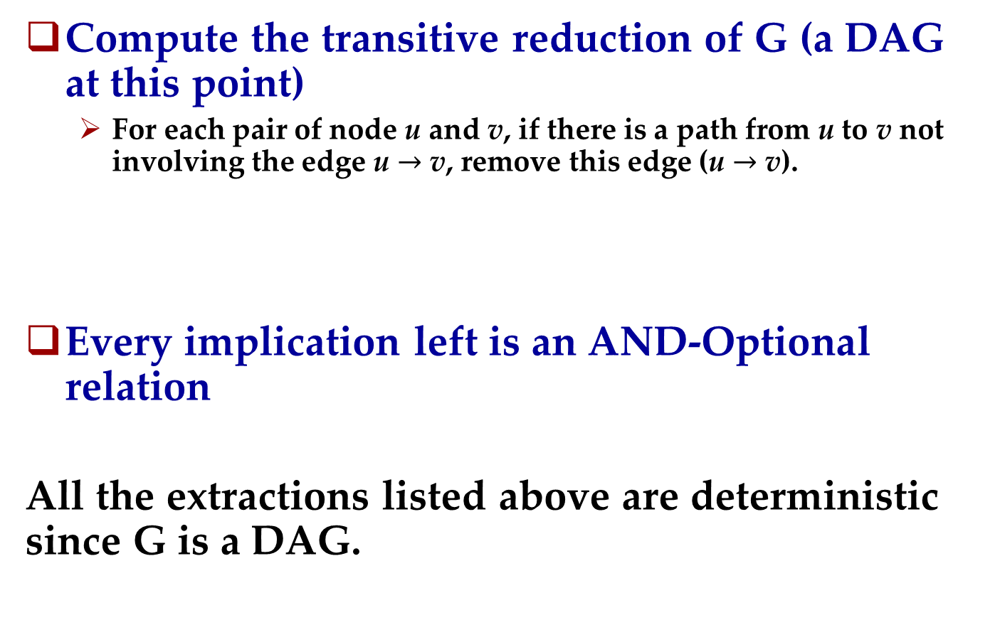 ❑Compute the transitive reduction of G (a DAG
at this point)
➢ For each pair of node u and v, if there is a path from u to v not
involving the edge u → v, remove this edge (u → v).
❑Every implication left is an AND-Optional
relation
All the extractions listed above are deterministic
since G is a DAG.